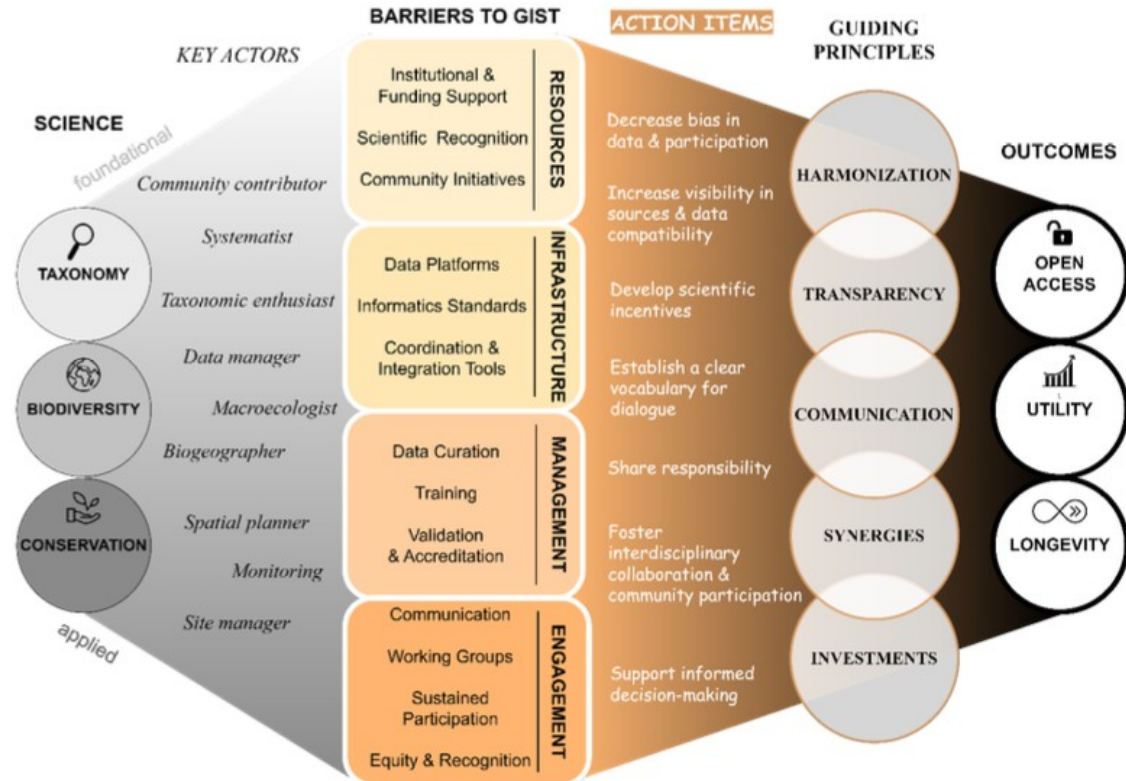 SCIENCE
foundational
TAXONOMY
BIODIVERSITY
CONSERVATION
applied
KEY ACTORS
Community contributor
Systematist
Taxonomic enthusiast
Data manager
Macroecologist
Biogeographer
Spatial planner
Monitoring
Site manager
BARRIERS TO GIST
Institutional &
Funding Support
Scientific Recognition
Community Initiatives
RESOURCES
Data Platforms
Informatics Standards
Coordination &
Integration Tools
INFRASTRUCTURE
Data Curation
Training
Validation
& Accreditation
MANAGEMENT
Communication
Working Groups
Sustained
Participation
Equity & Recognition
ENGAGEMENT
ACTION ITEMS
Decrease bias in
data & participation
Increase visibility in
sources & data
compatibility
Develop scientific
incentives
Establish a clear
vocabulary for
dialogue
Share responsibility
Foster
interdisciplinary
collaboration &
community participation
Support informed
decision-making
GUIDING
PRINCIPLES
HARMONIZATION
TRANSPARENCY
COMMUNICATION
SYNERGIES
INVESTMENTS
OUTCOMES
OPEN
ACCESS
UTILITY
LONGEVITY